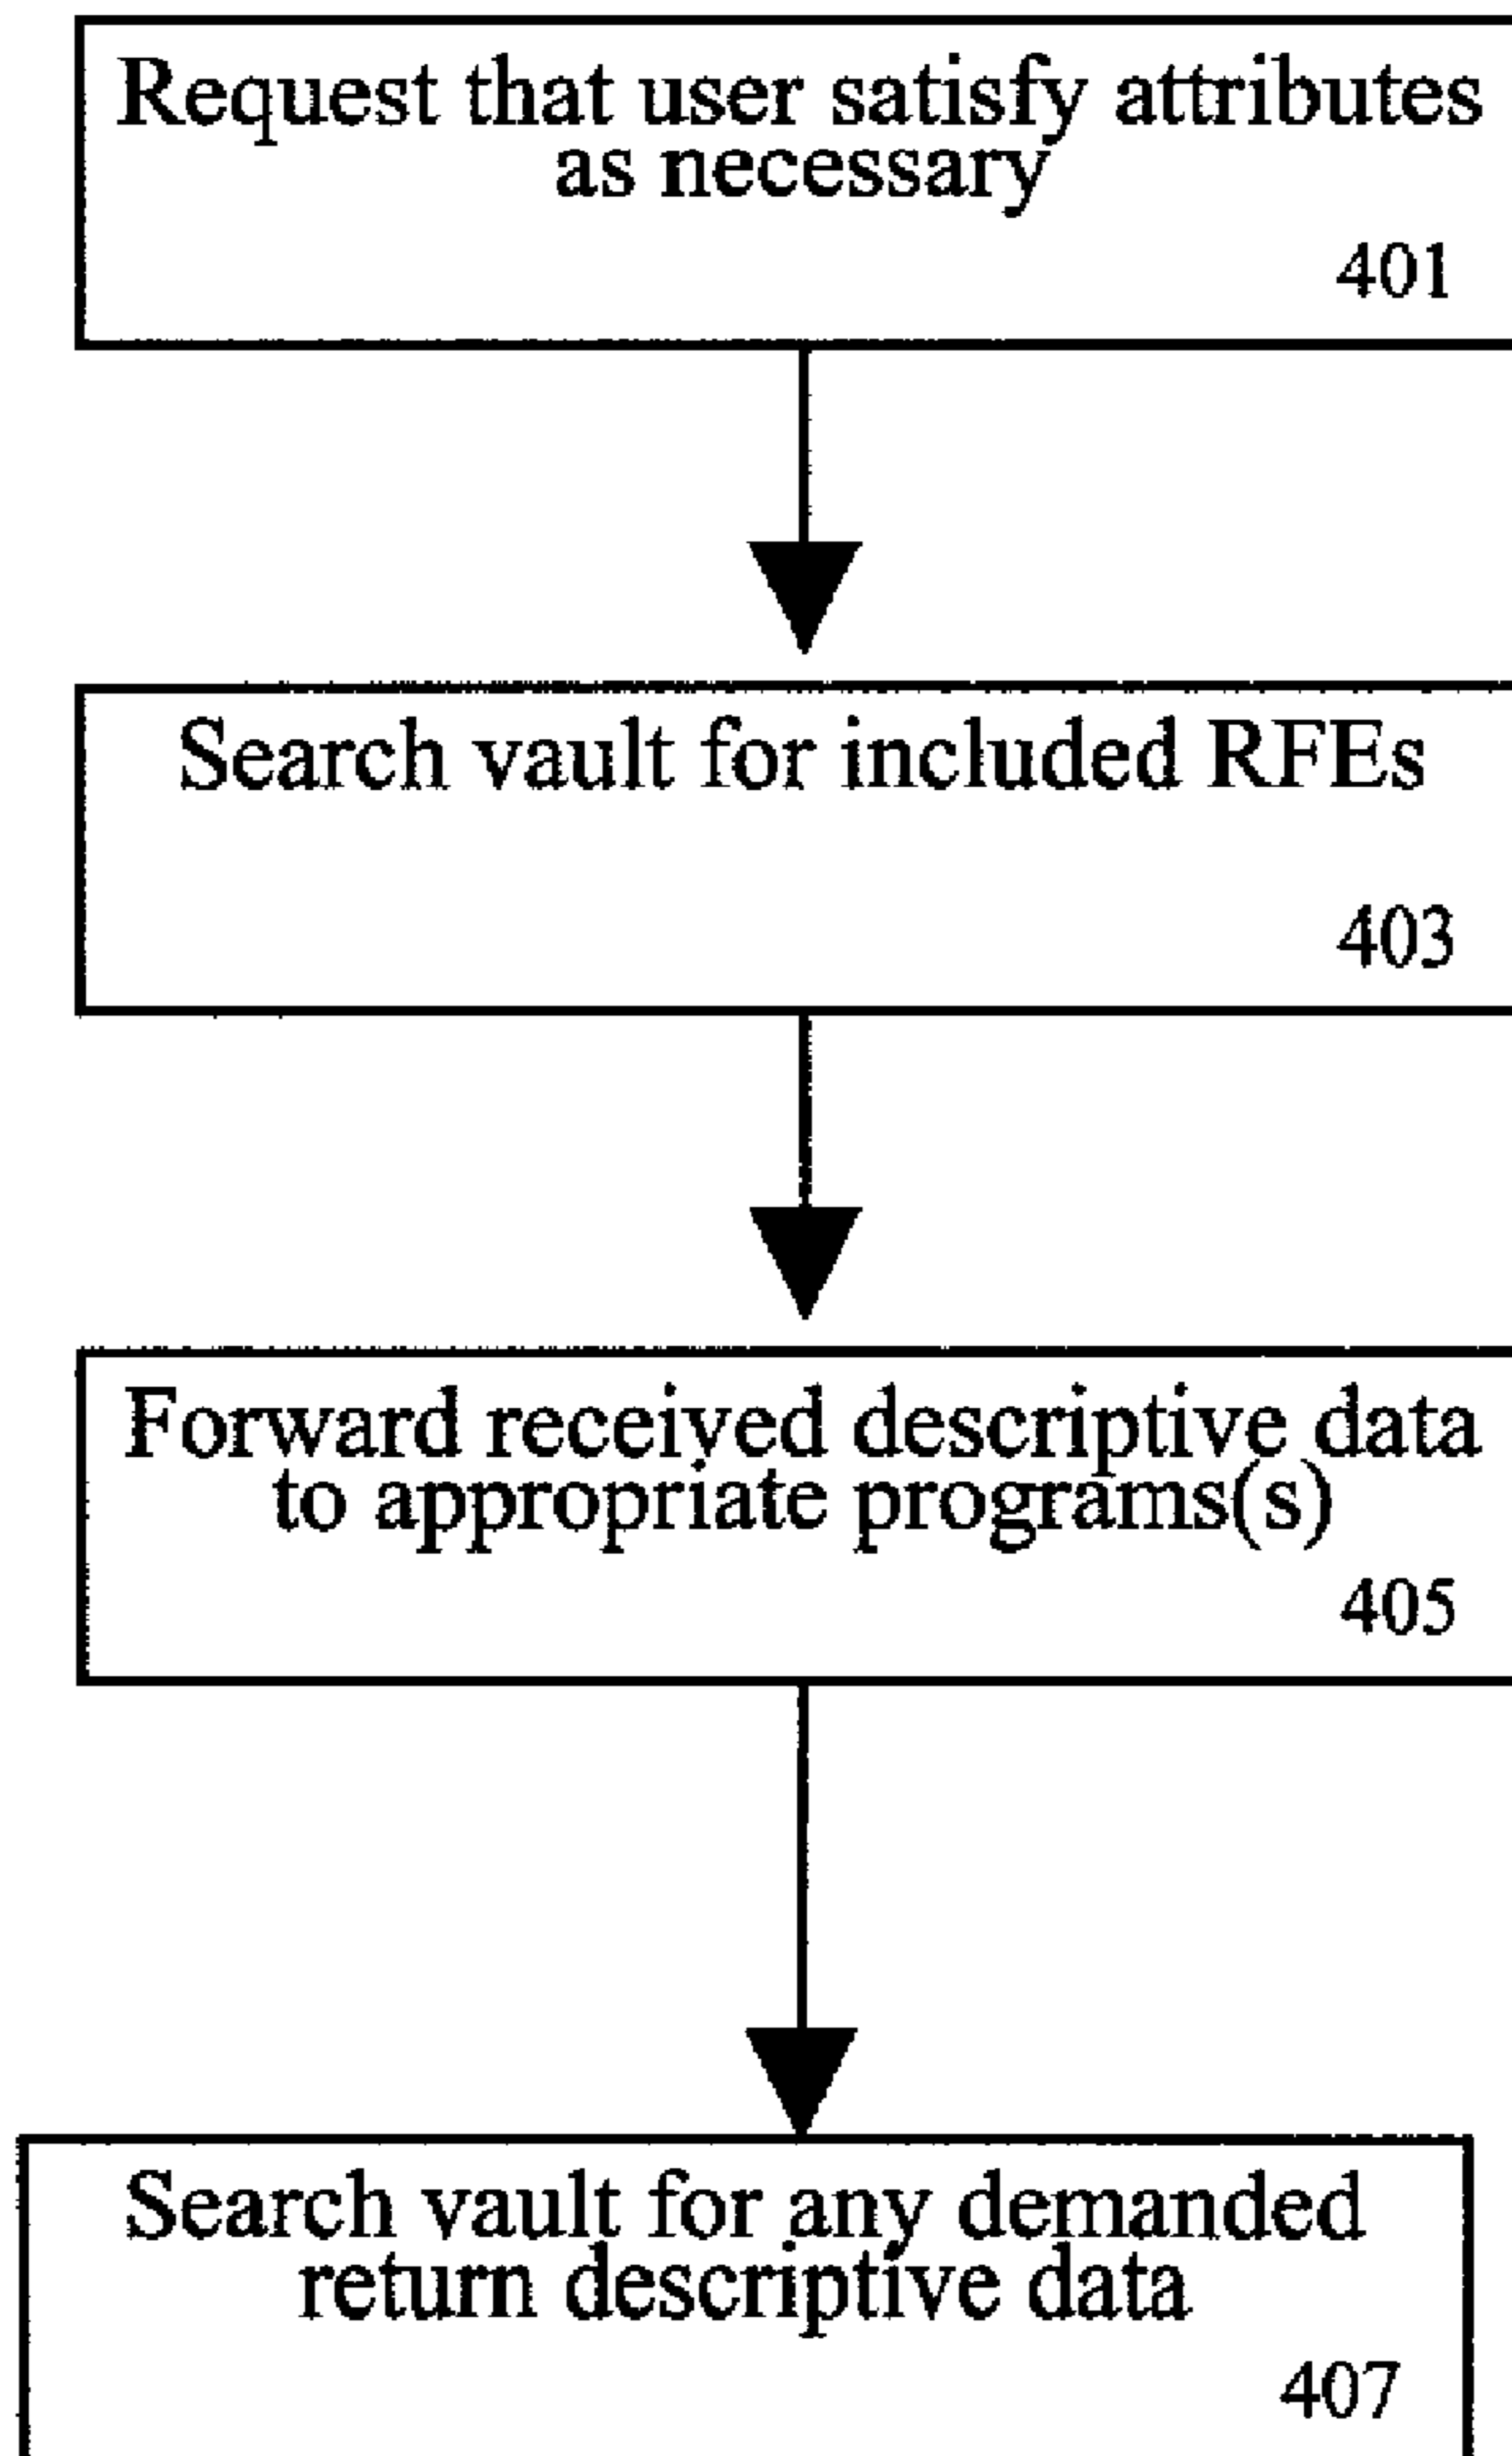 Request that user satisfy attributes
as necessary
401
Search vault for included RFEs
403
Forward received descriptive data
to appropriate programs(s)
405
Search vault for any demanded
return descriptive data
407